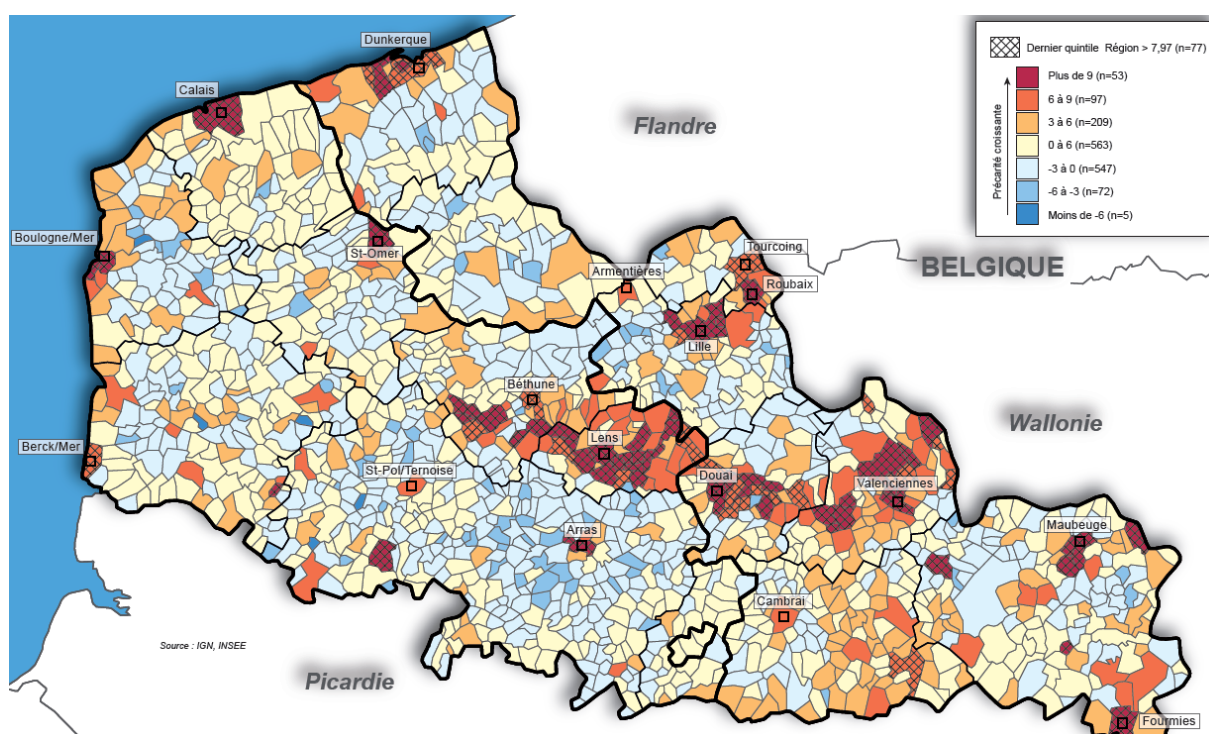 Dernier quintile Région > 7,97 (n=77)
Précarité croissante
Plus de 9 (n=53)
6 à 9 (n=97)
3 à 6 (n=209)
0 à 6 (n=563)
-3 à 0 (n=547)
-6 à -3 (n=72)
Moins de -6 (n=5)
Dunkerque
Calais
Flandre
Boulogne/Mer
St-Omer
Tourcoing
Armentières
BELGIQUE
Roubaix
Lille
Béthune
Wallonie
Berck/Mer
Lens
St-Pol/Ternoise
Douai
Valenciennes
Arras
Maubeuge
Cambrai
Source : IGN, INSEE
Picardie
Fourmies